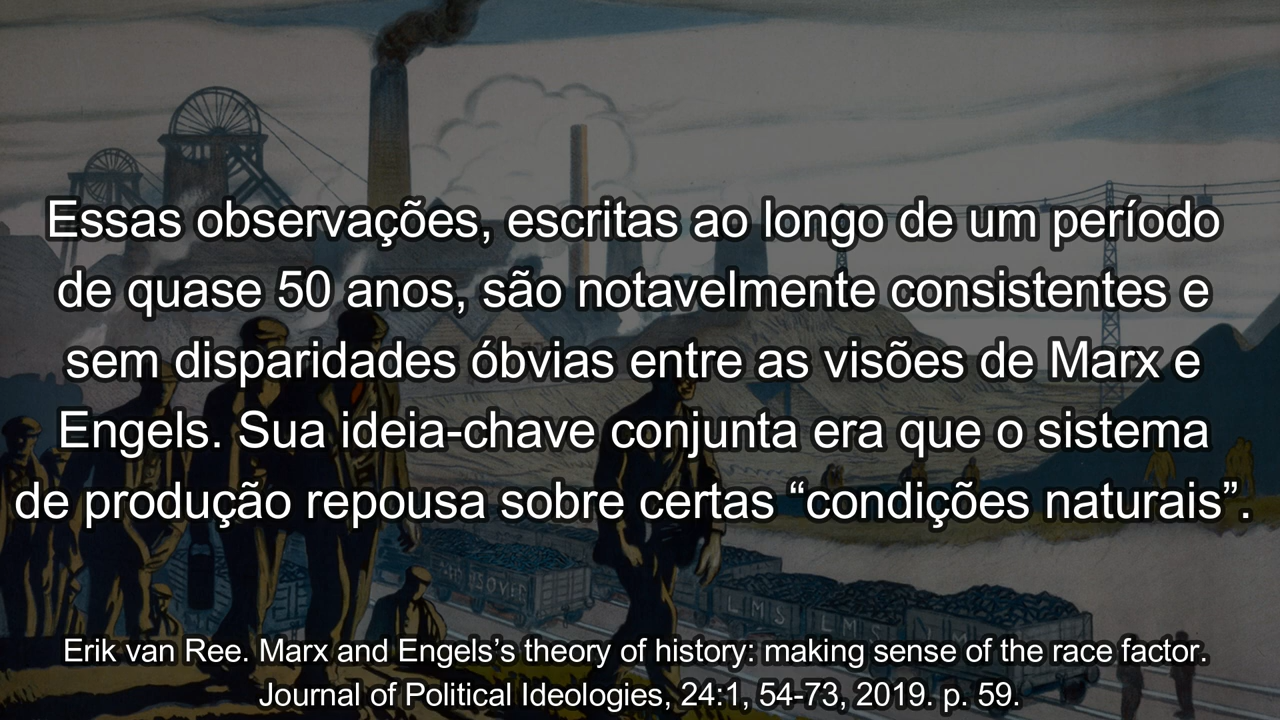 Essas observações, escritas ao longo de um período
de quase 50 anos, são notavelmente consistentes e
sem disparidades óbvias entre as visões de Marx e
Engels. Sua ideia-chave conjunta era que o sistema
de produção repousa sobre certas “condições naturais”.
LMS
LMS
LM
Erik van Ree. Marx and Engels’s theory of history: making sense of the race factor.
Journal of Political Ideologies, 24:1, 54-73, 2019. p. 59.